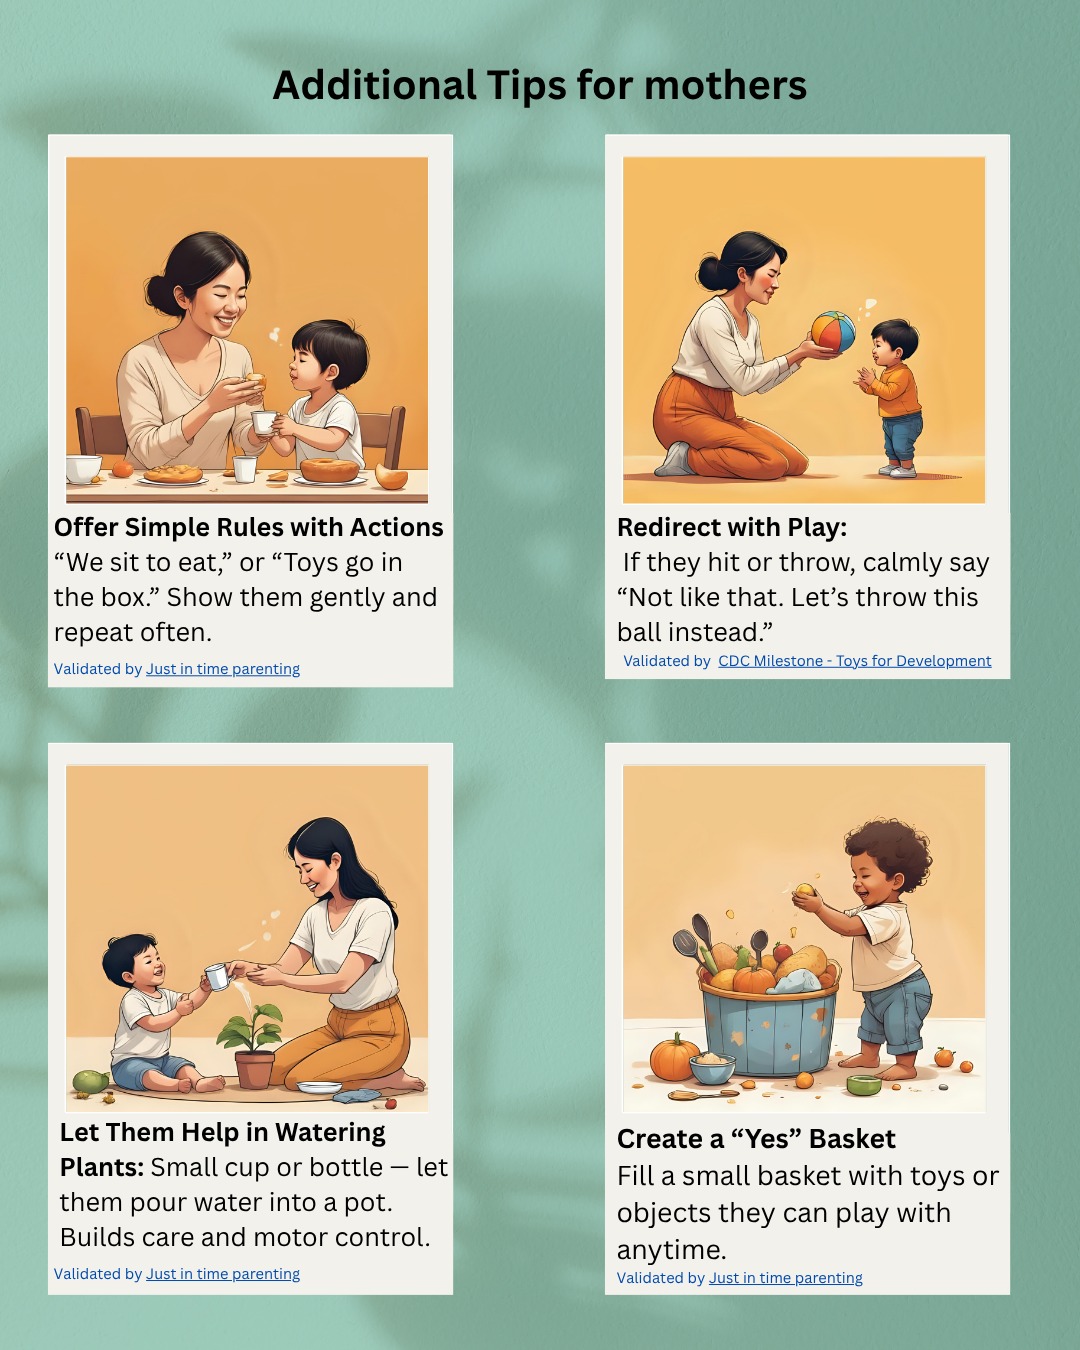 Additional Tips for mothers
Offer Simple Rules with Actions
“We sit to eat,” or “Toys go in
the box.” Show them gently and
repeat often.
Validated by Just in time parenting
Redirect with Play:
If they hit or throw, calmly say
“Not like that. Let’s throw this
ball instead.”
Validated by CDC Milestone - Toys for Development
Let Them Help in Watering
Plants: Small cup or bottle — let
them pour water into a pot.
Builds care and motor control.
Validated by Just in time parenting
Create a “Yes” Basket
Fill a small basket with toys or
objects they can play with
anytime.
Validated by Just in time parenting